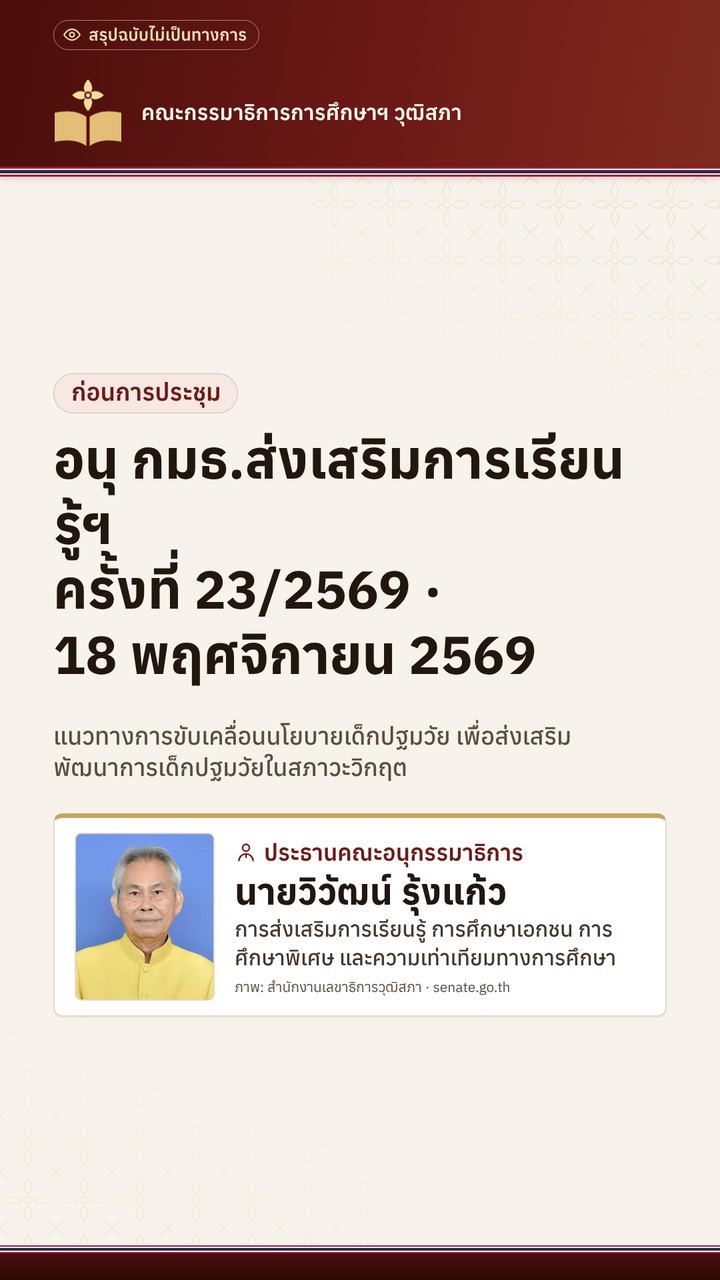 สรุปฉบับไม่เป็นทางการ
คณะกรรมาธิการการศึกษาฯ วุฒิสภา
ก่อนการประชุม
อนุ กมธ.ส่งเสริมการเรียน
รู้ฯ
ครั้งที่ 23/2569 ·
18 พฤศจิกายน 2569
แนวทางการขับเคลื่อนนโยบายเด็กปฐมวัย เพื่อส่งเสริม
พัฒนาการเด็กปฐมวัยในสภาวะวิกฤต
ประธานคณะอนุกรรมาธิการ
นายวิวัฒน์ รุ้งแก้ว
การส่งเสริมการเรียนรู้ การศึกษาเอกชน การ
ศึกษาพิเศษ และความเท่าเทียมทางการศึกษา
ภาพ: สำนักงานเลขาธิการวุฒิสภา · senate.go.th